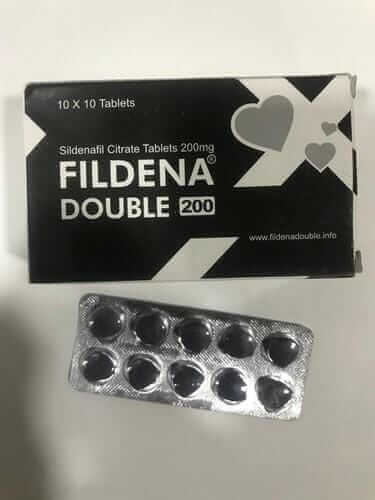 10 X 10 Tablets
Sildenafil Citrate Tablets 200mg
FILDENA®
DOUBLE 200
www.fildenadouble.info